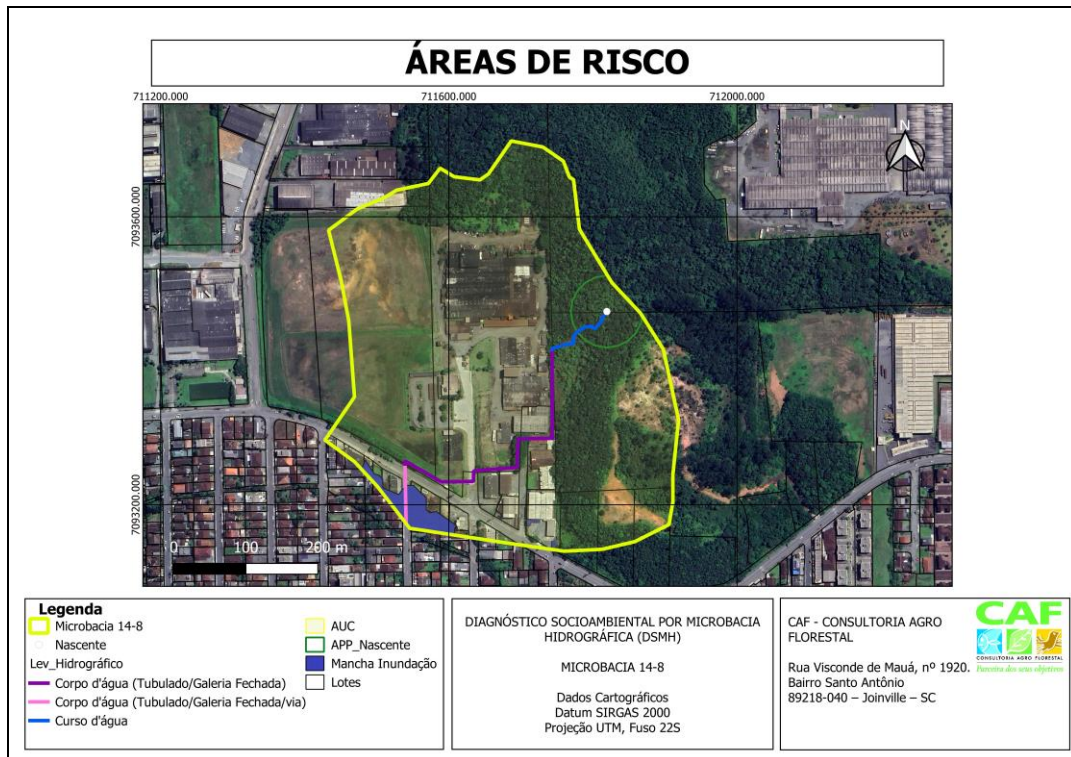 ÁREAS DE RISCO
711200.000
711600.000
712000.000
N
7093600.000
7093200.000
0
100
200 m
Legenda
Microbacia 14-8
Nascente
Lev_Hidrográfico
Corpo d'água (Tubulado/Galeria Fechada)
Corpo d'água (Tubulado/Galeria Fechada/via)
Curso d'água
AUC
APP_Nascente
Mancha Inundação
Lotes
DIAGNÓSTICO SOCIOAMBIENTAL POR MICROBACIA
HIDROGRÁFICA (DSMH)
MICROBACIA 14-8
Dados Cartográficos
Datum SIRGAS 2000
Projeção UTM, Fuso 22S
CAF - CONSULTORIA AGRO
FLORESTAL
Rua Visconde de Mauá, nº 1920.
Bairro Santo Antônio
89218-040 – Joinville – SC
CAF
CONSULTORIA AGRO FLORESTAL
Parceira dos seus objetivos